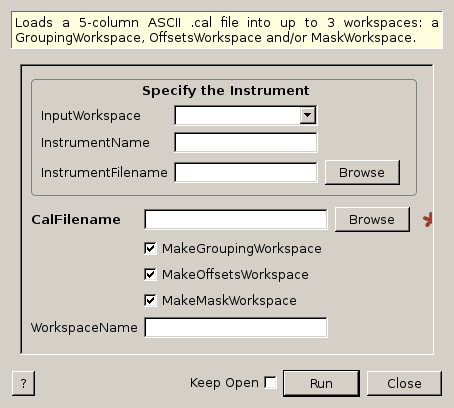 Loads a 5-column ASCII .cal file into up to 3 workspaces: a
GroupingWorkspace, OffsetsWorkspace and/or MaskWorkspace.
Specify the Instrument
InputWorkspace
InstrumentName
InstrumentFilename Browse
CalFilename Browse *
MakeGroupingWorkspace
MakeOffsetsWorkspace
MakeMaskWorkspace
WorkspaceName
? Keep Open Run Close